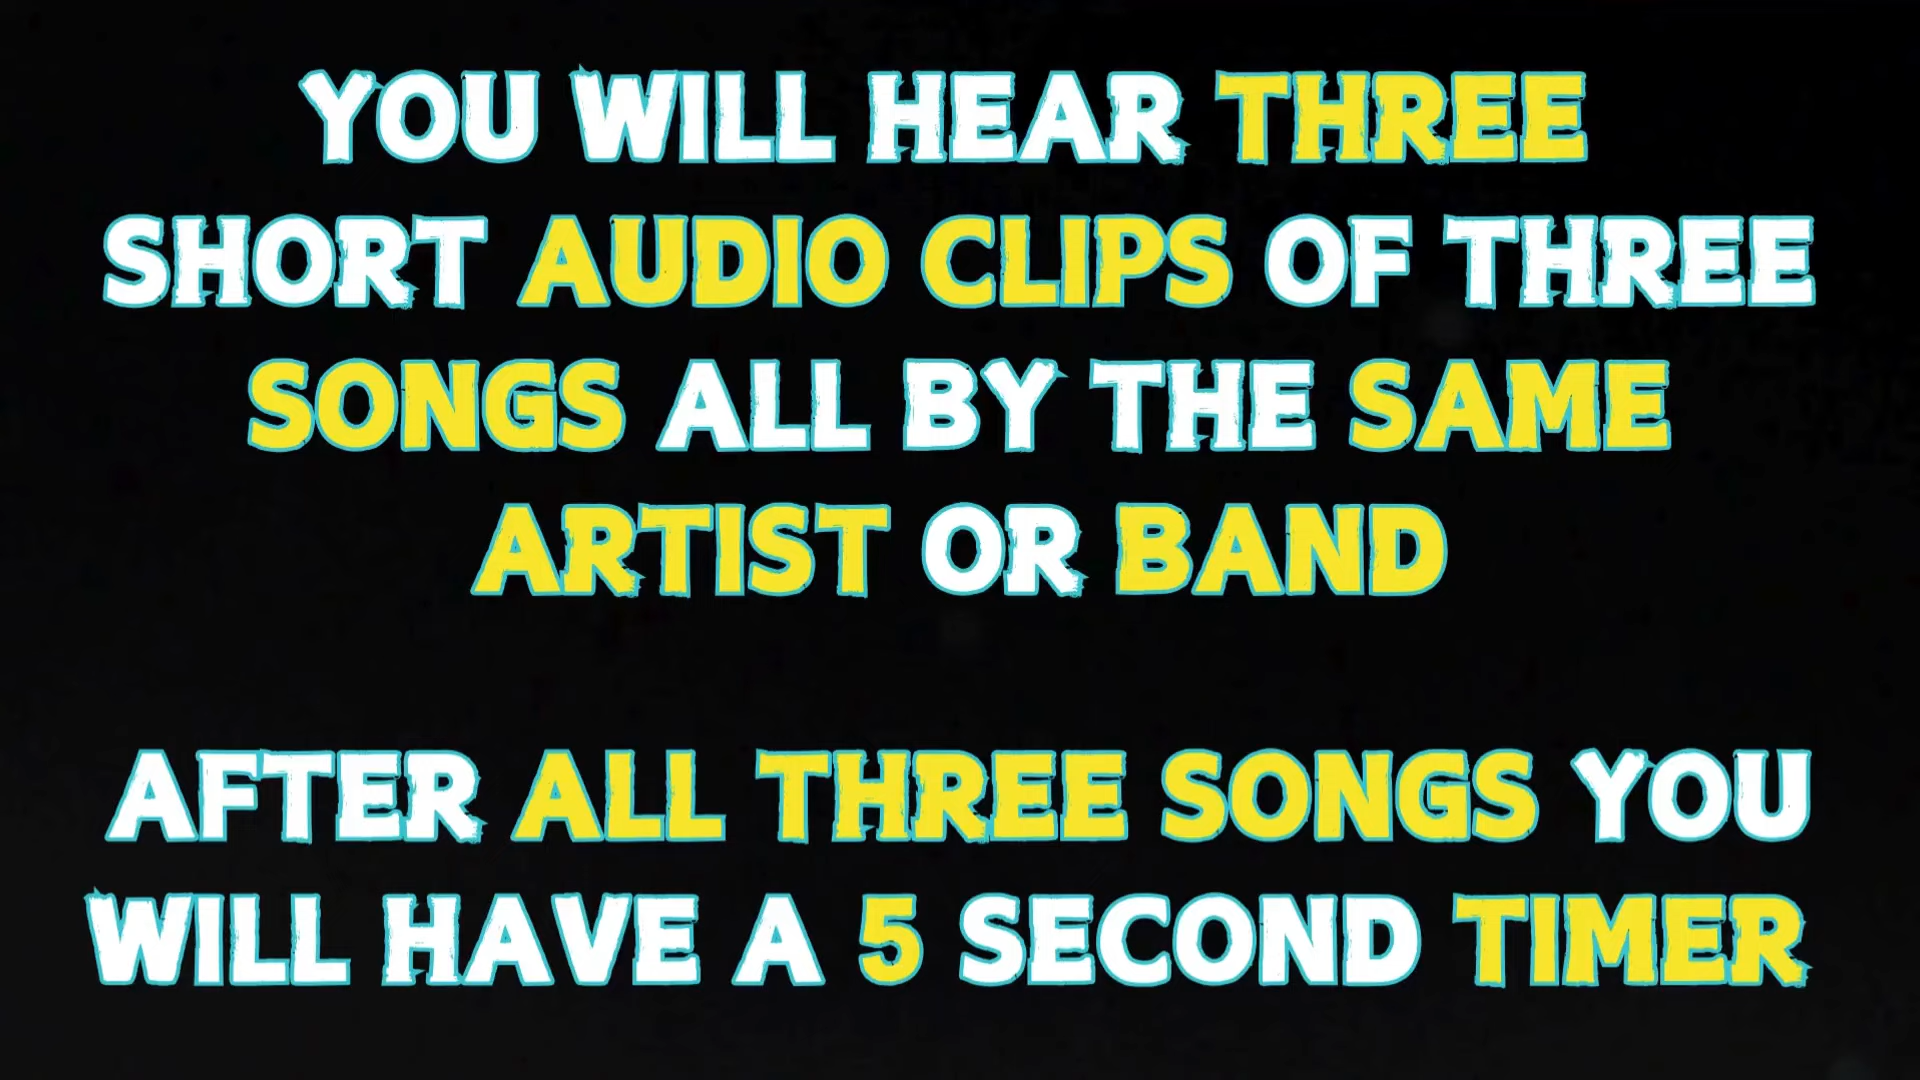 YOU WILL HEAR THREE
SHORT AUDIO CLIPS OF THREE
SONGS ALL BY THE SAME
ARTIST OR BAND
AFTER ALL THREE SONGS YOU
WILL HAVE A 5 SECOND TIMER